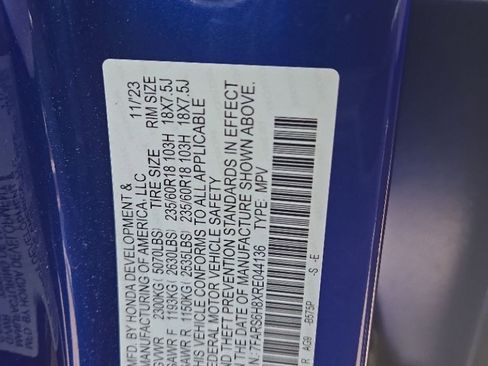 MFD. BY HONDA DEVELOPMENT & 11/23
MANUFACTURING OF AMERICA, LLC
TIRE SIZE RIM SIZE
GVWR 2300KG 5070LBS
GAWR F 1193KG 2630LBS 235/60R18 103H 18X7.5J
GAWR R 1150KG 2535LBS 235/60R18 103H 18X7.5J
THIS VEHICLE CONFORMS TO ALL APPLICABLE
FEDERAL MOTOR VEHICLE SAFETY
THEFT PREVENTION STANDARDS IN EFFECT
THE DATE OF MANUFACTURE SHOWN ABOVE.
7FARS6H8XRE044136 TYPE: MPV
R AG9 -B575P -S -E